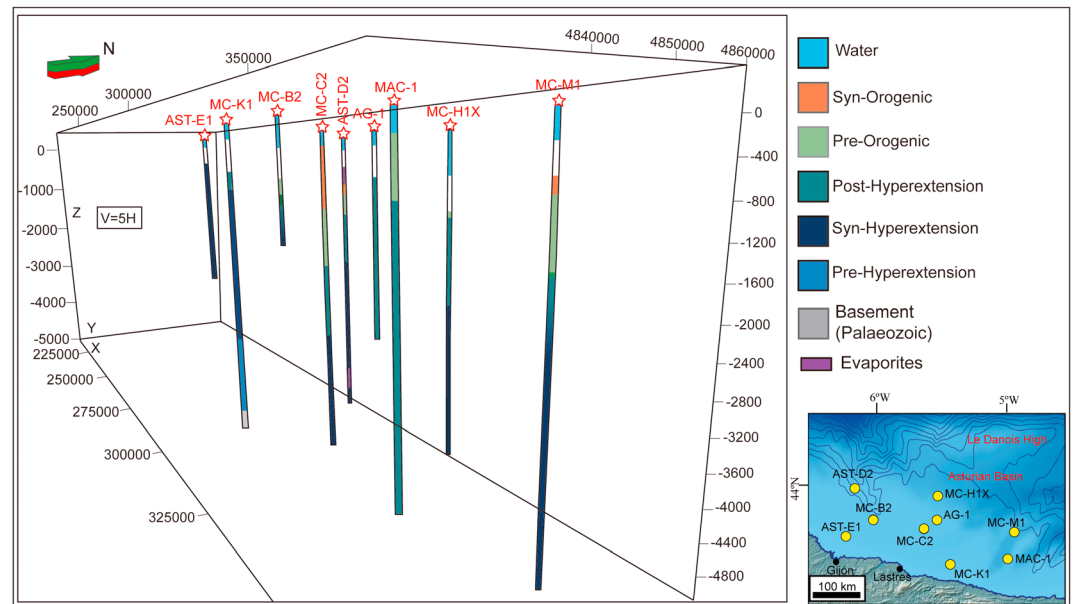 N
4840000
4850000
4860000
350000
300000
250000
MAC-1
MC-M1
MC-C2
AST-D2
MC-B2
MC-K1
AG-1
MC-H1X
AST-E1
0
-1000
-2000
-3000
-4000
-5000
Z
V=5H
Y
X
225000
250000
275000
300000
325000
0
-400
-800
-1200
-1600
-2000
-2400
-2800
-3200
-3600
-4000
-4400
-4800
Water
Syn-Orogenic
Pre-Orogenic
Post-Hyperextension
Syn-Hyperextension
Pre-Hyperextension
Basement
(Palaeozoic)
Evaporites
6°W
5°W
44°N
Le Danois High
Asturian Basin
AST-D2
MC-H1X
MC-B2
AG-1
AST-E1
MC-C2
MC-M1
MAC-1
MC-K1
Gijón
Lastres
100 km